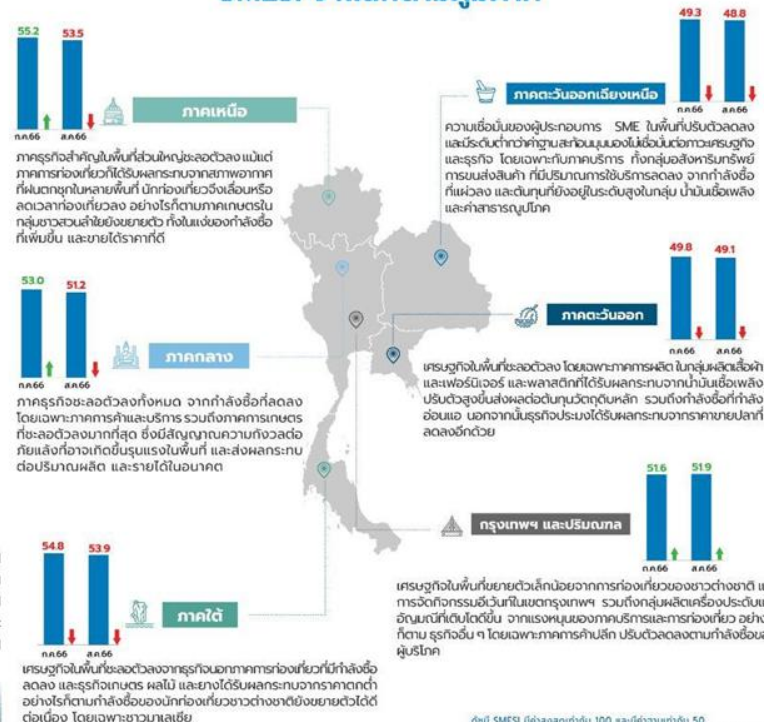 55.2
53.5
ก.ค.66
ส.ค.66
ภาคเหนือ
ภาคธุรกิจสำคัญในพื้นที่ส่วนใหญ่ชะลอตัวลง แม้แต่
ภาคการท่องเที่ยวก็ได้รับผลกระทบจากสภาพอากาศ
ที่ฝนตกชุกในหลายพื้นที่ นักท่องเที่ยวจึงเลื่อนหรือ
ลดเวลาท่องเที่ยวลง อย่างไรก็ตามภาคเกษตรใน
กลุ่มชาวสวนลำไยยังขยายตัว ทั้งในแง่ของกำลังซื้อ
ที่เพิ่มขึ้น และขายได้ราคาที่ดี
49.3
48.8
ก.ค.66
ส.ค.66
ภาคตะวันออกเฉียงเหนือ
ความเชื่อมั่นของผู้ประกอบการ SME ในพื้นที่ปรับตัวลดลง
และมีระดับต่ำกว่าค่าฐานสะท้อนมุมมองไม่เชื่อมั่นต่อภาวะเศรษฐกิจ
และธุรกิจ โดยเฉพาะกับภาคบริการ ทั้งกลุ่มอสังหาริมทรัพย์
การขนส่งสินค้า ที่มีปริมาณการใช้บริการลดลง จากกำลังซื้อ
ที่แผ่วลง และต้นทุนที่ยังอยู่ในระดับสูงในกลุ่ม น้ำมันเชื้อเพลิง
และค่าสาธารณูปโภค
53.0
51.2
ก.ค.66
ส.ค.66
ภาคกลาง
ภาคธุรกิจชะลอตัวลงทั้งหมด จากกำลังซื้อที่ลดลง
โดยเฉพาะภาคการค้าและบริการ รวมถึงภาคการเกษตร
ที่ชะลอตัวลงมากที่สุด ซึ่งมีสัญญาณความกังวลต่อ
ภัยแล้งที่อาจเกิดขึ้นรุนแรงในพื้นที่ และส่งผลกระทบ
ต่อปริมาณผลิต และรายได้ในอนาคต
49.8
49.1
ก.ค.66
ส.ค.66
ภาคตะวันออก
เศรษฐกิจในพื้นที่ชะลอตัวลง โดยเฉพาะภาคการผลิต ในกลุ่มผลิตเสื้อผ้า
และเฟอร์นิเจอร์ และพลาสติกที่ได้รับผลกระทบจากน้ำมันเชื้อเพลิง
ปรับตัวสูงขึ้นส่งผลต่อต้นทุนวัตถุดิบหลัก รวมถึงกำลังซื้อที่กำลัง
อ่อนแอ นอกจากนั้นธุรกิจประมงได้รับผลกระทบจากราคาขายปลาที่
ลดลงอีกด้วย
51.6
51.9
ก.ค.66
ส.ค.66
กรุงเทพฯ และปริมณฑล
เศรษฐกิจในพื้นที่ขยายตัวเล็กน้อยจากการท่องเที่ยวของชาวต่างชาติ
การจัดกิจกรรมอีเว้นท์ในเขตกรุงเทพฯ รวมถึงกลุ่มผลิตเครื่องประดับ
อัญมณีที่เติบโตดีขึ้น จากแรงหนุนของภาคบริการและการท่องเที่ยว อย่าง
ก็ตาม ธุรกิจอื่น ๆ โดยเฉพาะภาคการค้าปลีก ปรับตัวลดลงตามกำลังซื้อ
ผู้บริโภค
54.8
53.9
ก.ค.66
ส.ค.66
ภาคใต้
เศรษฐกิจในพื้นที่ชะลอตัวลงจากธุรกิจนอกภาคการท่องเที่ยวที่มีกำลังซื้อ
ลดลง และธุรกิจเกษตร ผลไม้ และยางได้รับผลกระทบจากราคาตกต่ำ
อย่างไรก็ตามกำลังซื้อของนักท่องเที่ยวชาวต่างชาติยังขยายตัวได้ดี
ต่อเนื่อง โดยเฉพาะชาวมาเลเซีย